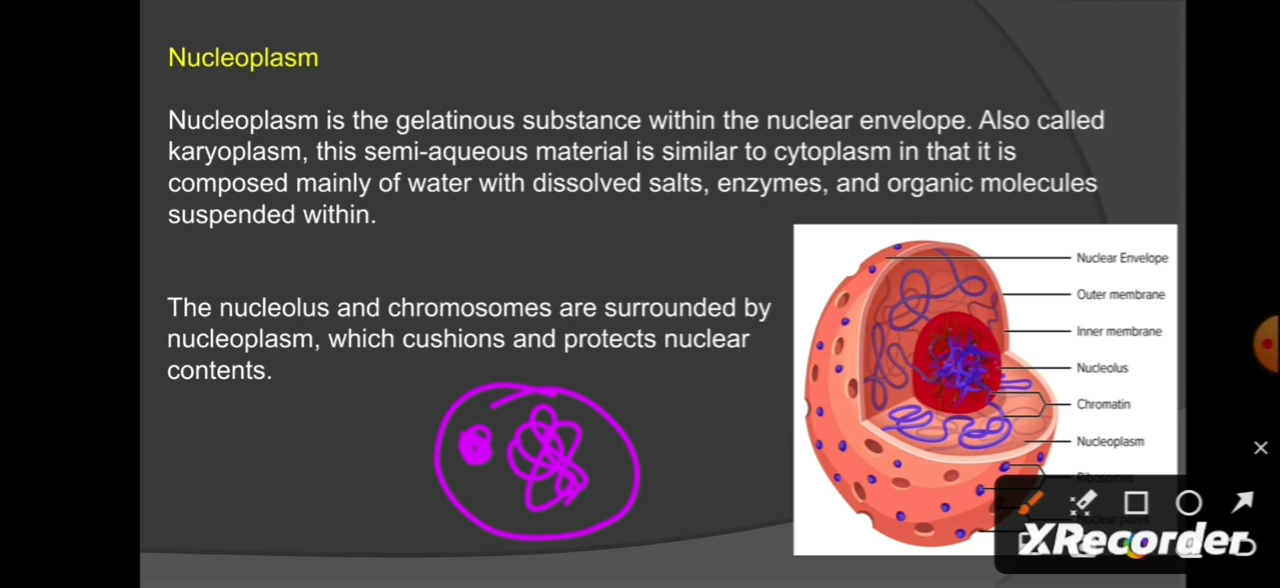 Nucleoplasm
Nucleoplasm is the gelatinous substance within the nuclear envelope. Also called
karyoplasm, this semi-aqueous material is similar to cytoplasm in that it is
composed mainly of water with dissolved salts, enzymes, and organic molecules
suspended within.
The nucleolus and chromosomes are surrounded by
nucleoplasm, which cushions and protects nuclear
contents.
Nuclear Envelope
Outer membrane
Inner membrane
Nucleolus
Chromatin
Nucleoplasm
Ribosomes
Nuclear pores
XRecorder